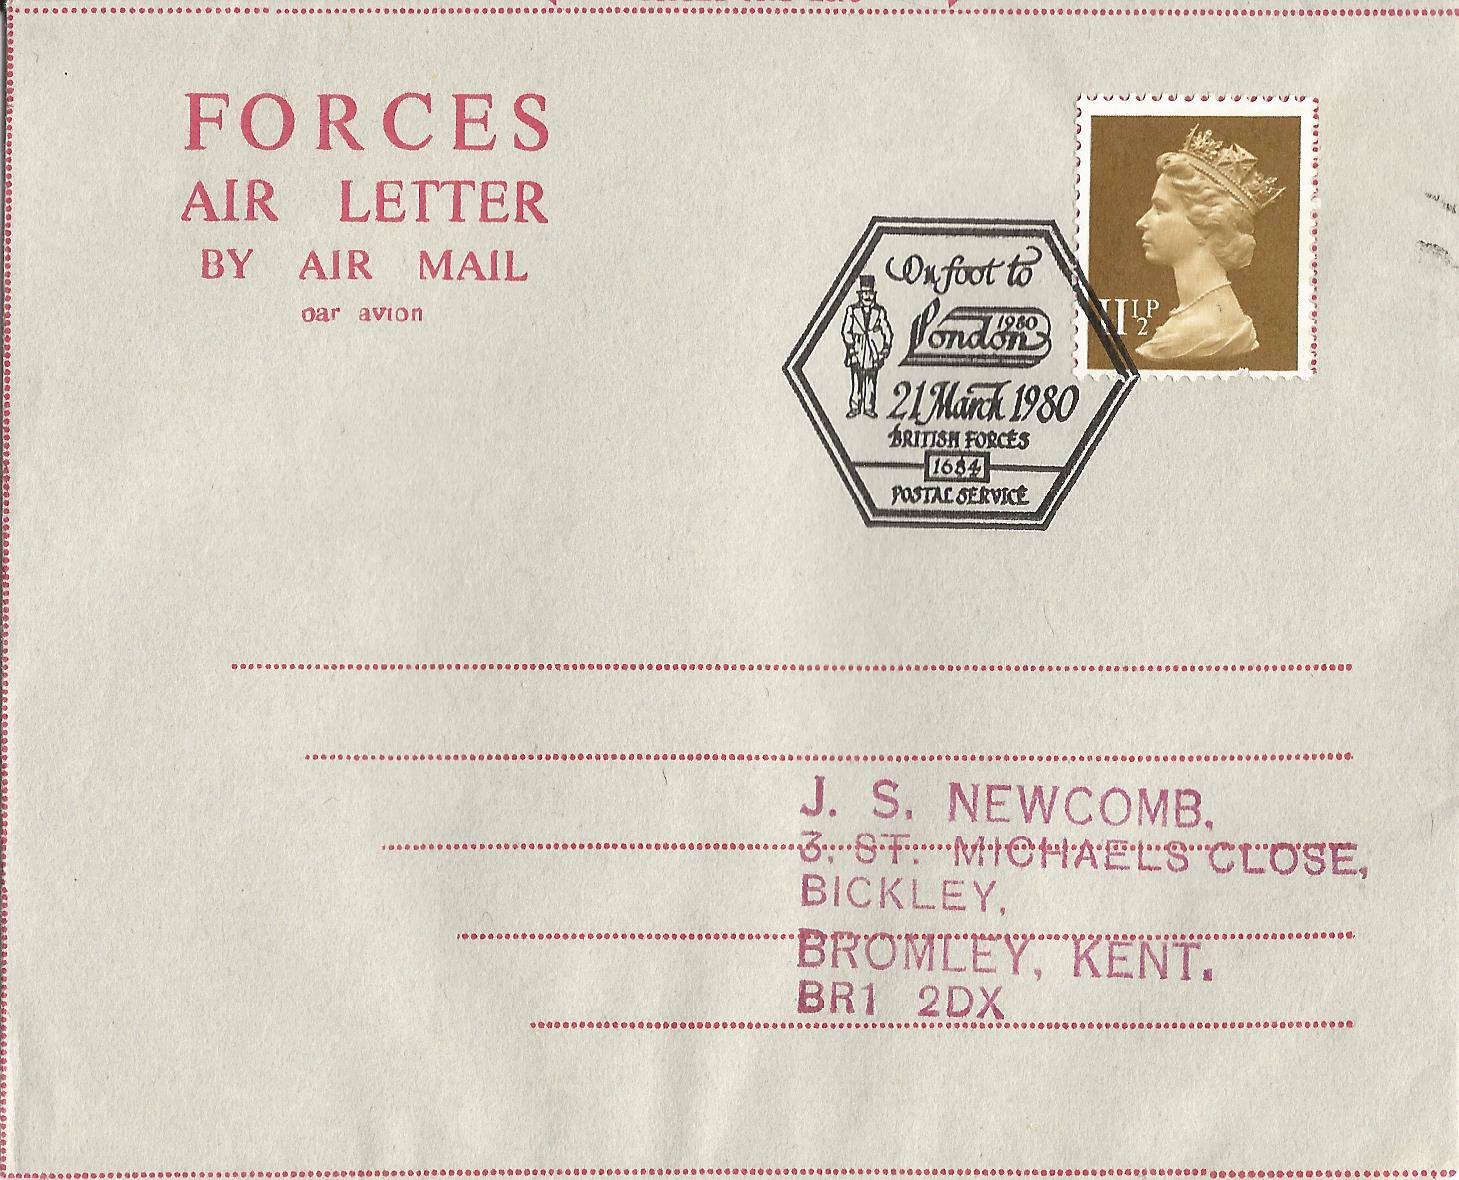 FORCES
AIR LETTER
BY AIR MAIL
oar avion
11½P
On foot to
London 1980
21 March 1980
BRITISH FORCES
1684
POSTAL SERVICE
J. S. NEWCOMB.
3. ST. MICHAELS CLOSE,
BICKLEY,
BROMLEY, KENT.
BR1 2DX